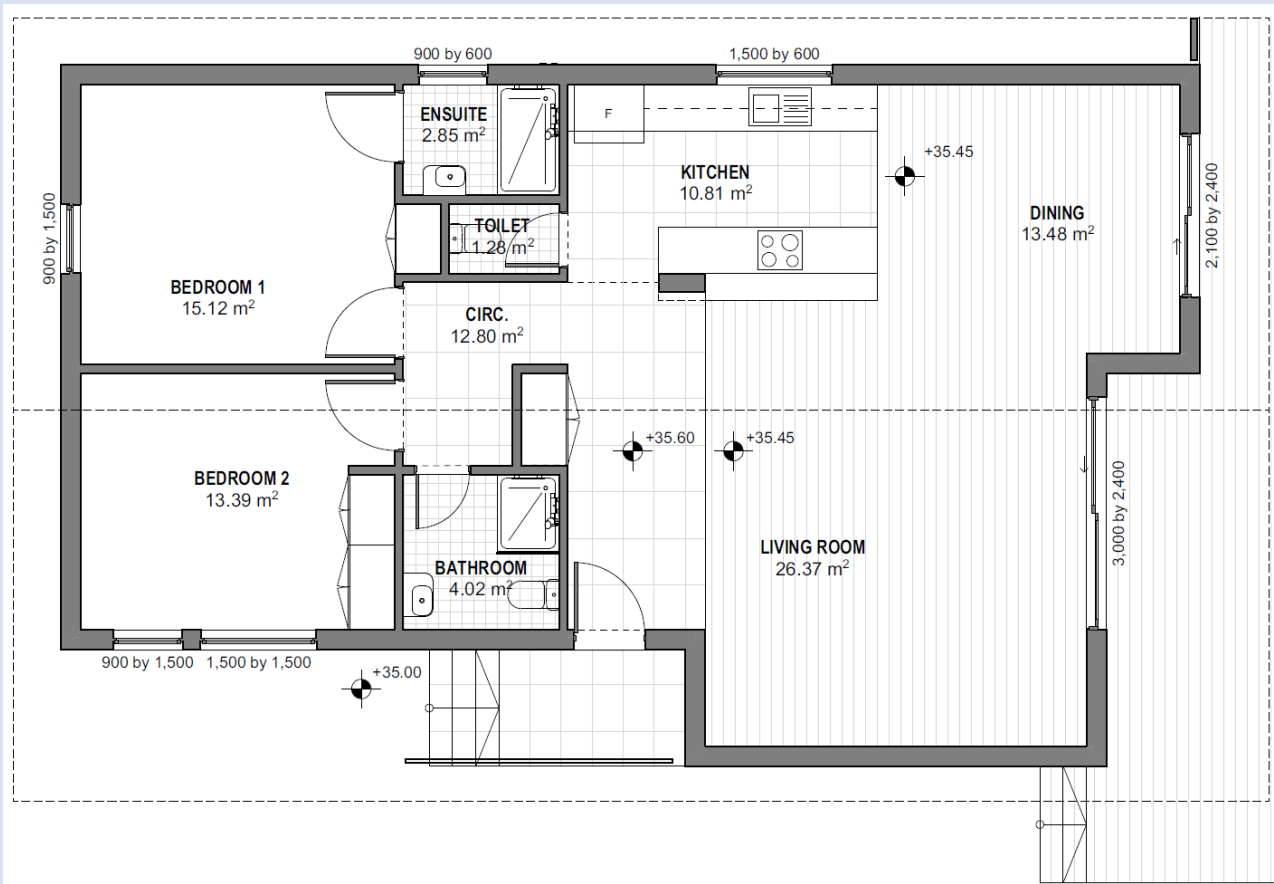 900 by 600
1,500 by 600
ENSUITE
2.85 m²
F
KITCHEN
10.81 m²
+35.45
DINING
13.48 m²
2,100 by 2,400
900 by 1,500
TOILET
1.28 m²
BEDROOM 1
15.12 m²
CIRC.
12.80 m²
+35.60
+35.45
BEDROOM 2
13.39 m²
3,000 by 2,400
LIVING ROOM
26.37 m²
BATHROOM
4.02 m²
900 by 1,500
1,500 by 1,500
+35.00